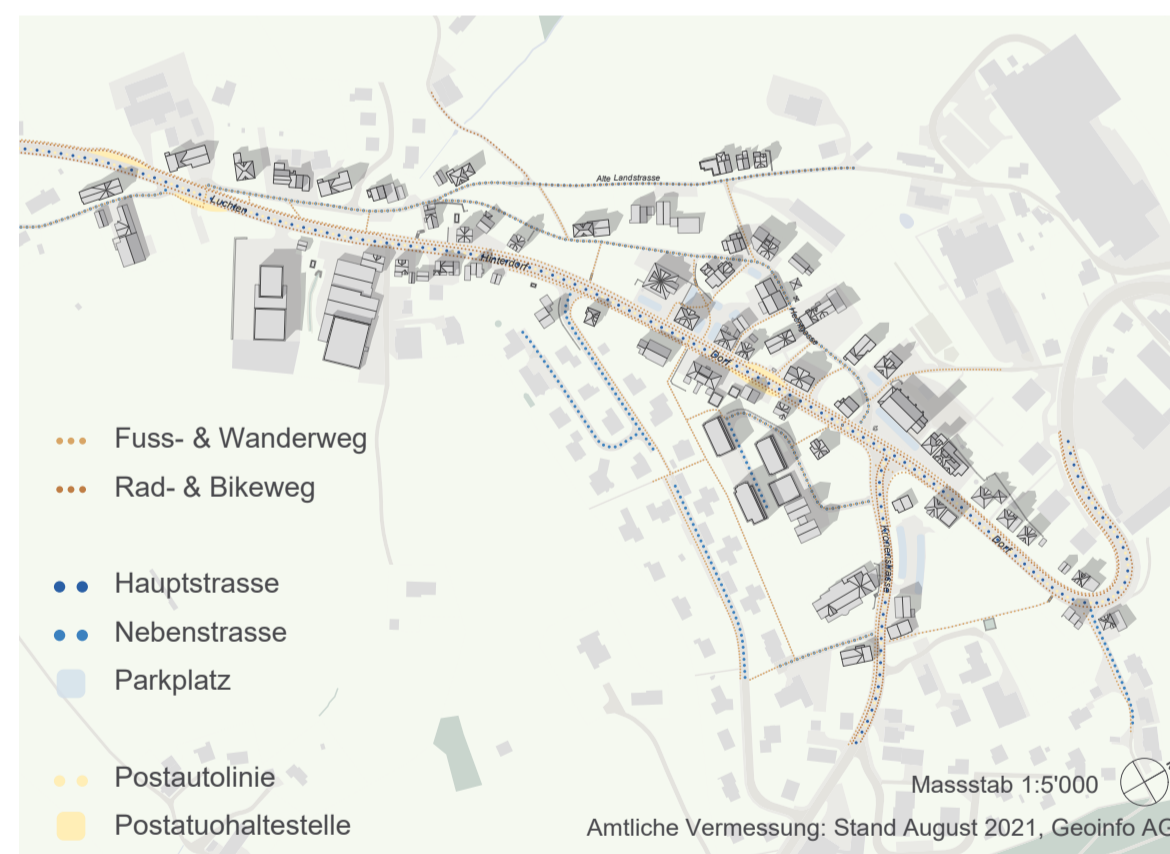 Alte Landstrasse
Luchten
Hinterdorf
Dorf
Dorf
Kronenstrasse
Fuss- & Wanderweg
Rad- & Bikeweg
Hauptstrasse
Nebenstrasse
Parkplatz
Postautolinie
Postatuohaltestelle
Massstab 1:5'000
Amtliche Vermessung: Stand August 2021, Geoinfo AG